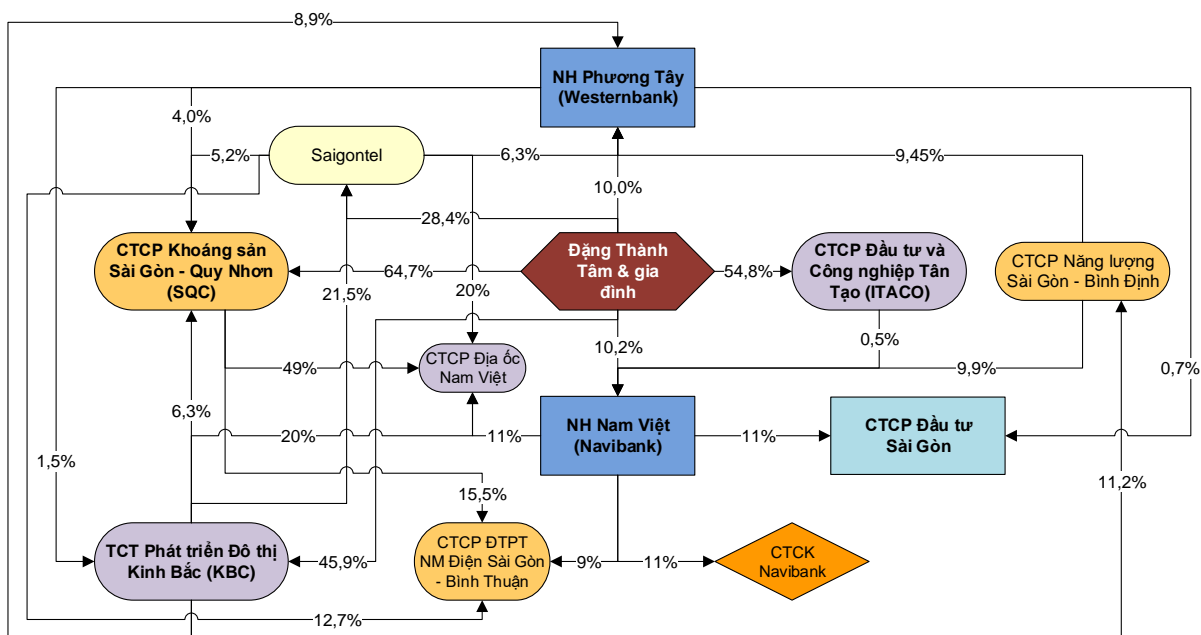 8,9%
NH Phương Tây
(Westernbank)
4,0%
5,2%
Saigontel
6,3%
9,45%
10,0%
28,4%
CTCP Khoáng sản
Sài Gòn - Quy Nhơn
(SQC)
64,7%
Đặng Thành
Tâm & gia
đình
54,8%
CTCP Đầu tư và
Công nghiệp Tân
Tạo (ITACO)
CTCP Năng lượng
Sài Gòn - Bình Định
21,5%
20%
10,2%
0,5%
49%
CTCP Địa ốc
Nam Việt
9,9%
0,7%
6,3%
20%
11%
NH Nam Việt
(Navibank)
11%
CTCP Đầu tư
Sài Gòn
1,5%
15,5%
11,2%
TCT Phát triển Đô thị
Kinh Bắc (KBC)
45,9%
CTCP ĐTPT
NM Điện Sài Gòn
- Bình Thuận
9%
11%
CTCK
Navibank
12,7%